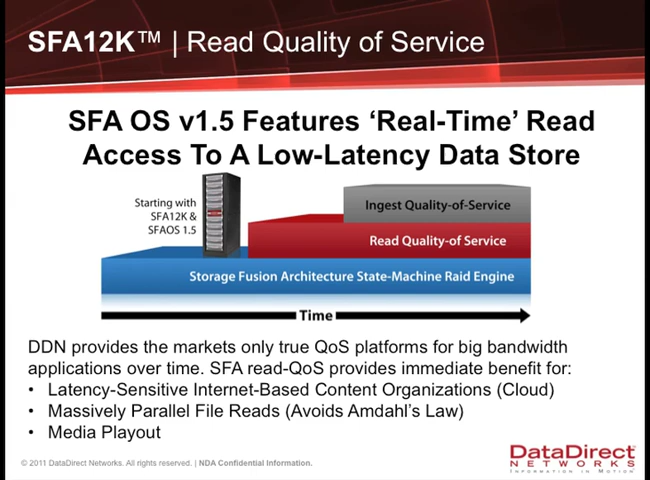 SFA12K™ | Read Quality of Service
SFA OS v1.5 Features ‘Real-Time’ Read
Access To A Low-Latency Data Store
Starting with
SFA12K &
SFAOS 1.5
Ingest Quality-of-Service
Read Quality-of Service
Storage Fusion Architecture State-Machine Raid Engine
Time
DDN provides the markets only true QoS platforms for big bandwidth
applications over time. SFA read-QoS provides immediate benefit for:
• Latency-Sensitive Internet-Based Content Organizations (Cloud)
• Massively Parallel File Reads (Avoids Amdahl’s Law)
• Media Playout
© 2011 DataDirect Networks. All rights reserved. | NDA Confidential Information.
DataDirect
NETWORKS
INFORMATION IN MOTION